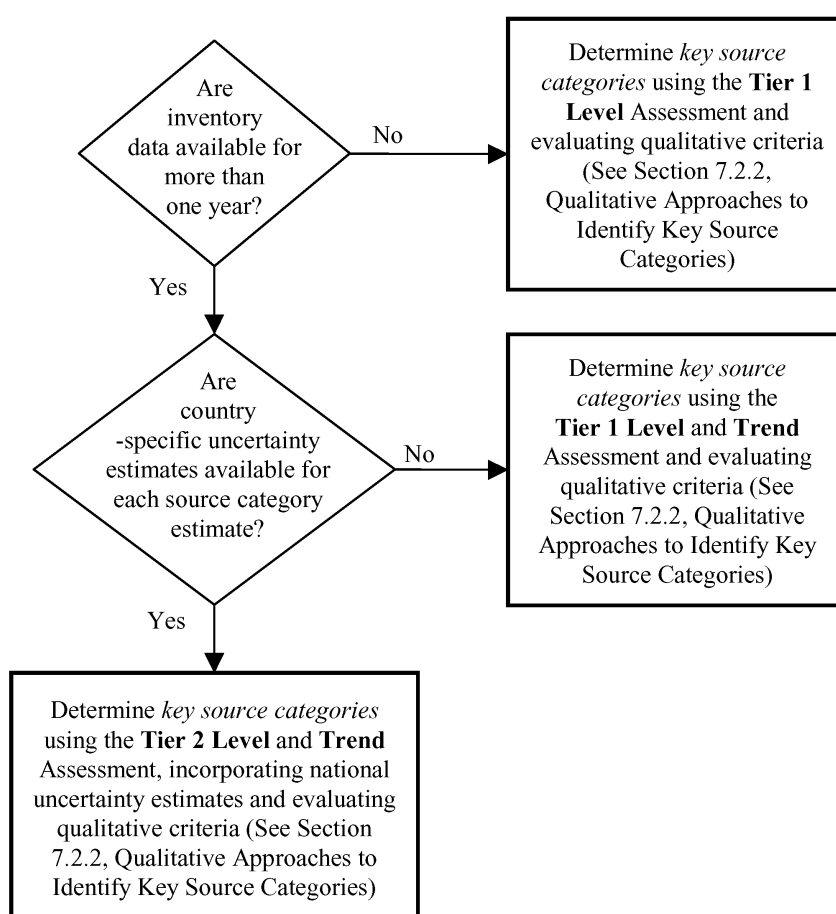 Are
inventory
data available for
more than
one year?
No
Determine key source
categories using the Tier 1
Level Assessment and
evaluating qualitative criteria
(See Section 7.2.2,
Qualitative Approaches to
Identify Key Source
Categories)
Yes
Are
country
-specific uncertainty
estimates available for
each source category
estimate?
No
Determine key source
categories using the
Tier 1 Level and Trend
Assessment and evaluating
qualitative criteria (See
Section 7.2.2, Qualitative
Approaches to Identify Key
Source Categories)
Yes
Determine key source categories
using the Tier 2 Level and Trend
Assessment, incorporating national
uncertainty estimates and evaluating
qualitative criteria (See Section
7.2.2, Qualitative Approaches to
Identify Key Source Categories)